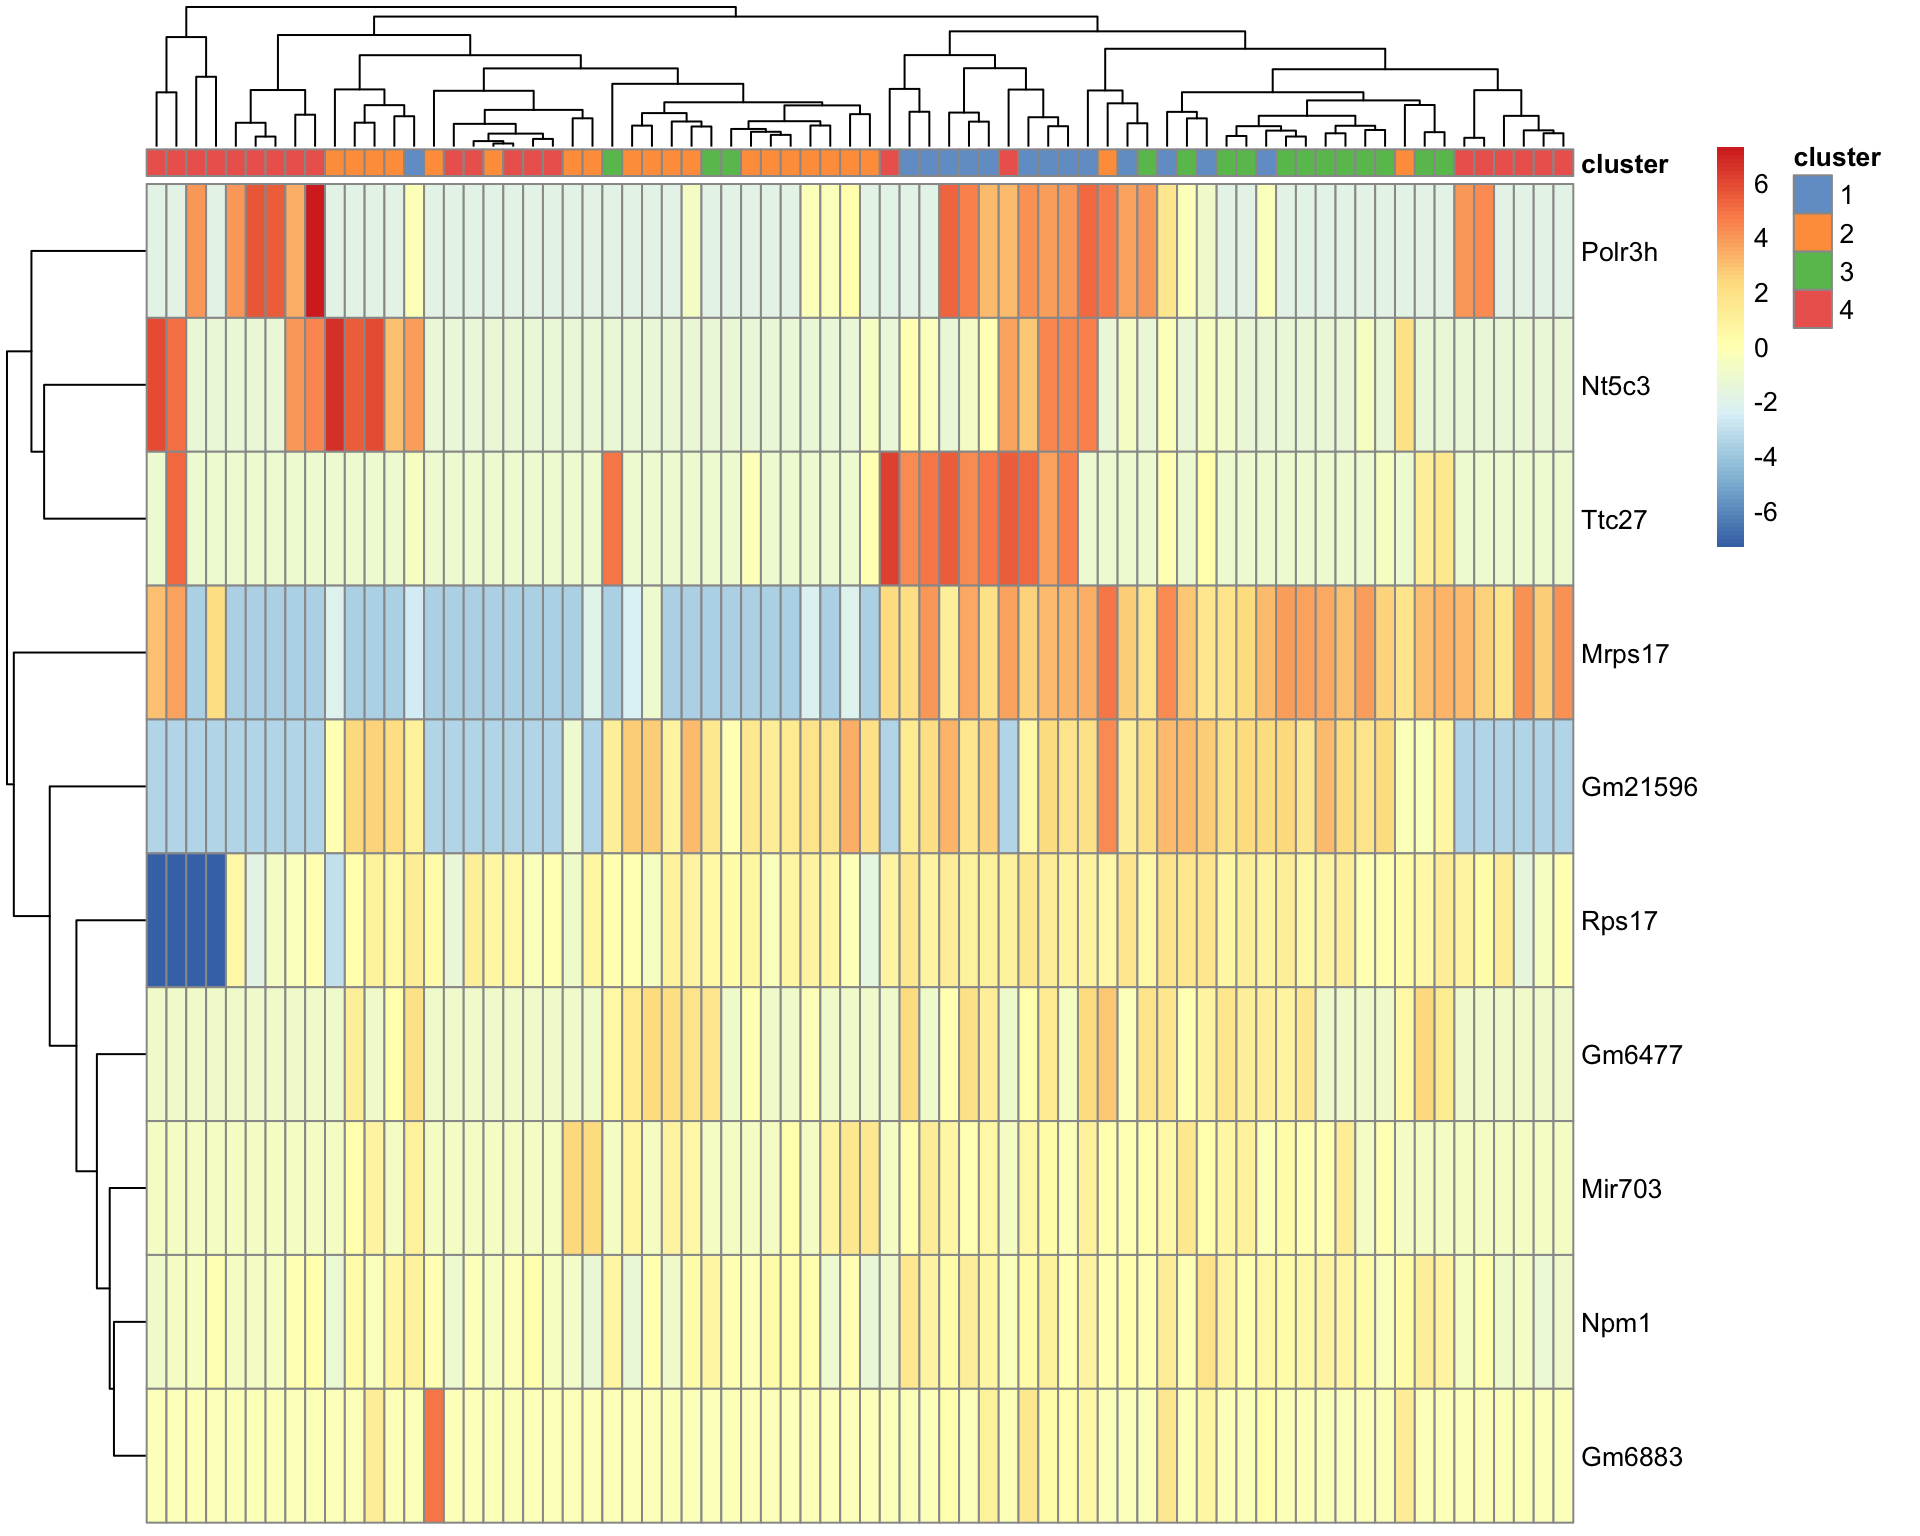 cluster
Polr3h
Nt5c3
Ttc27
Mrps17
Gm21596
Rps17
Gm6477
Mir703
Npm1
Gm6883
6
4
2
0
-2
-4
-6
cluster
1
2
3
4